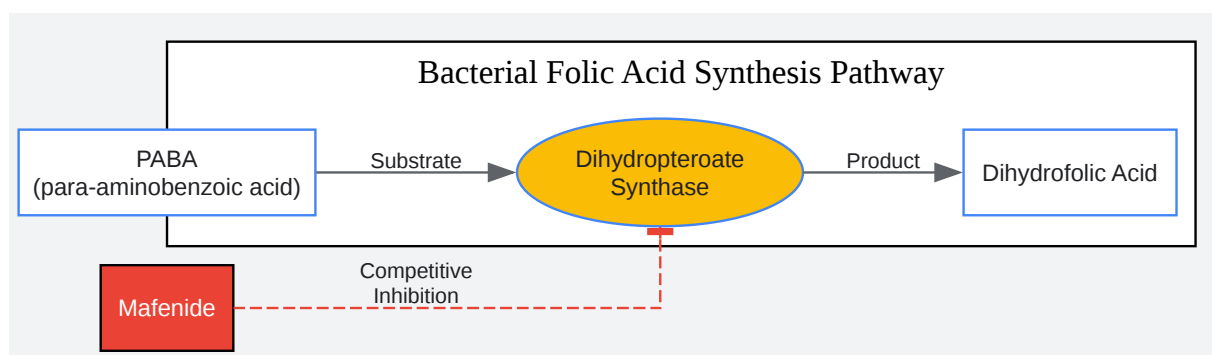 Bacterial Folic Acid Synthesis Pathway
PABA
(para-aminobenzoic acid)
Substrate
Dihydropteroate
Synthase
Product
Dihydrofolic Acid
Competitive
Inhibition
Mafenide